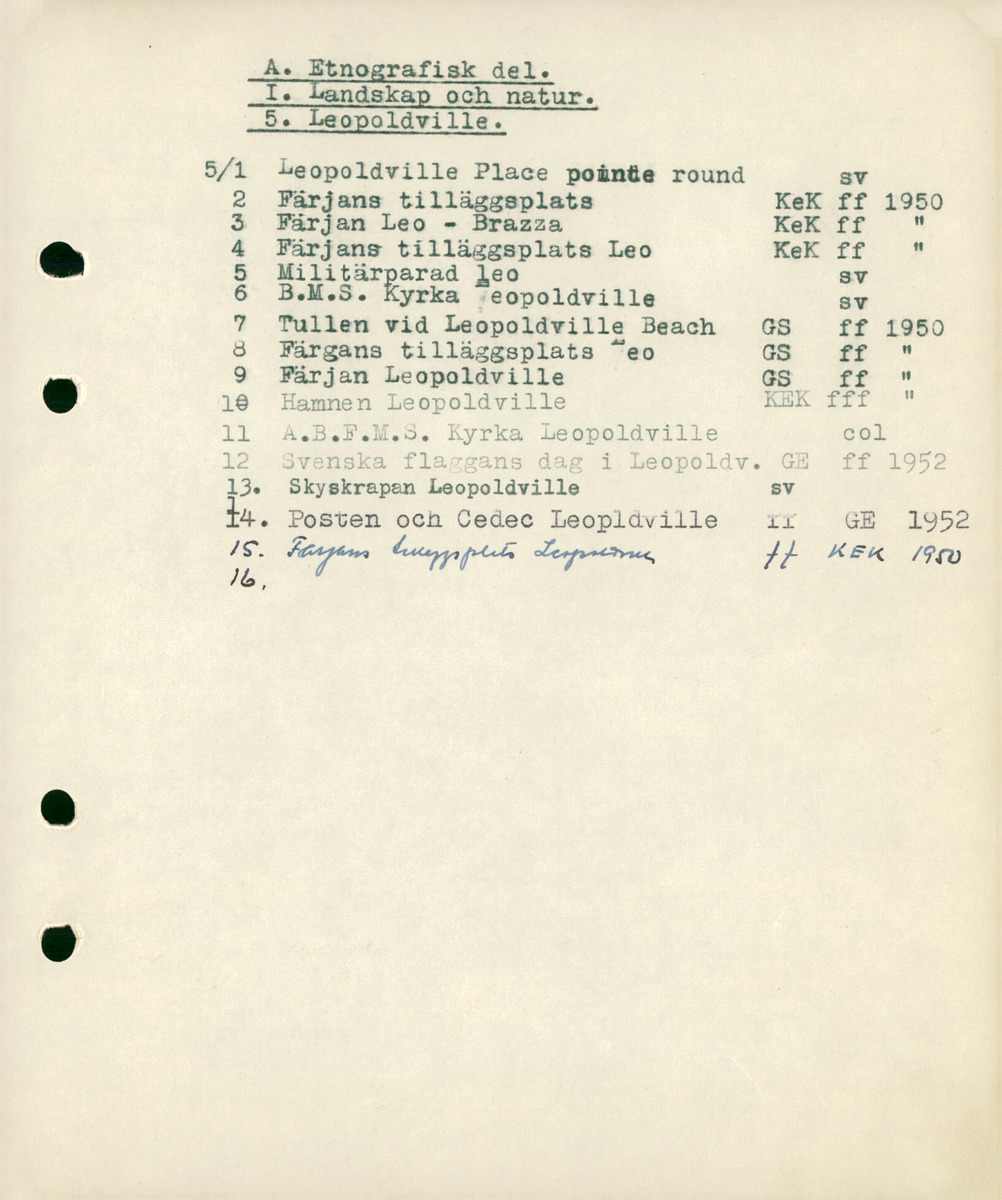 A. Etnografisk del.
I. Landskap och natur.
5. Leopoldville.
5/1 Leopoldville Place pointe round sv
2 Färjans tilläggsplats KeK ff 1950
3 Färjan Leo - Brazza KeK ff "
4 Färjans tilläggsplats Leo KeK ff "
5 Militärparad Leo sv
6 B.M.S. Kyrka Leopoldville sv
7 Tullen vid Leopoldville Beach GS ff 1950
8 Färgans tilläggsplats Leo GS ff "
9 Färjan Leopoldville GS ff "
10 Hamnen Leopoldville KEK fff "
11 A.B.F.M.S. Kyrka Leopoldville col
12 Svenska flaggans dag i Leopoldv. GE ff 1952
13. Skyskrapan Leopoldville sv
14. Posten och Cedec Leopldville ff GE 1952
15. Färjans ff KEK 1950
16.